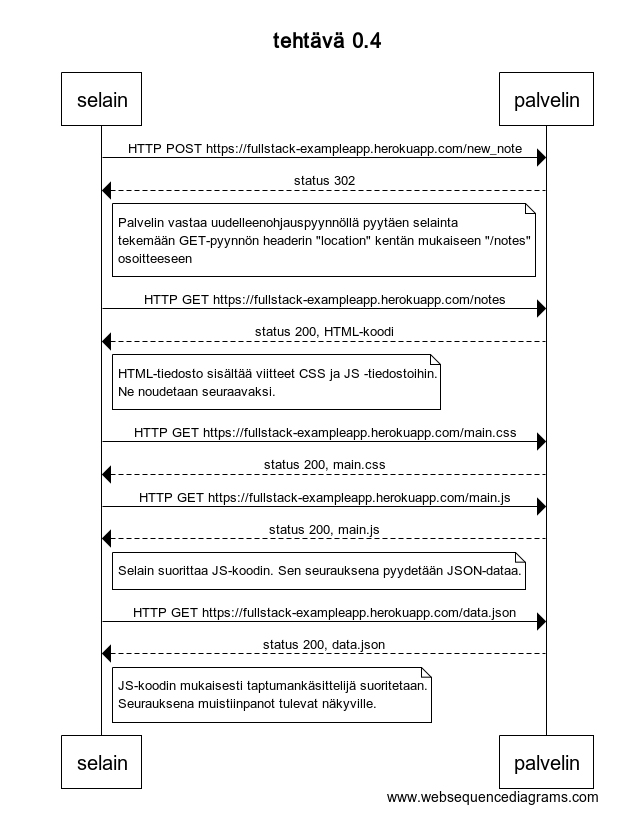 tehtävä 0.4
selain
palvelin
HTTP POST https://fullstack-exampleapp.herokuapp.com/new_note
status 302
Palvelin vastaa uudelleenohjauspyynnöllä pyytäen selainta
tekemään GET-pyynnön headerin "location" kentän mukaiseen "/notes"
osoitteeseen
HTTP GET https://fullstack-exampleapp.herokuapp.com/notes
status 200, HTML-koodi
HTML-tiedosto sisältää viitteet CSS ja JS -tiedostoihin.
Ne noudetaan seuraavaksi.
HTTP GET https://fullstack-exampleapp.herokuapp.com/main.css
status 200, main.css
HTTP GET https://fullstack-exampleapp.herokuapp.com/main.js
status 200, main.js
Selain suorittaa JS-koodin. Sen seurauksena pyydetään JSON-dataa.
HTTP GET https://fullstack-exampleapp.herokuapp.com/data.json
status 200, data.json
JS-koodin mukaisesti taptumankäsittelijä suoritetaan.
Seurauksena muistiinpanot tulevat näkyville.
selain
palvelin
www.websequencediagrams.com